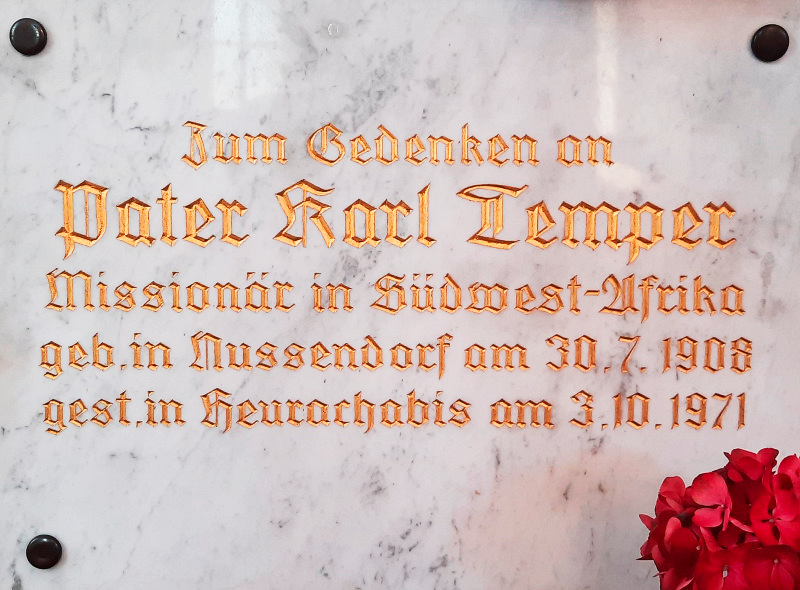 Zum Gedenken an
Pater Karl Temper
Missionär in Südwest-Afrika
geb.in Nussendorf am 30.7.1908
gest.in Heurachabis am 3.10.1971